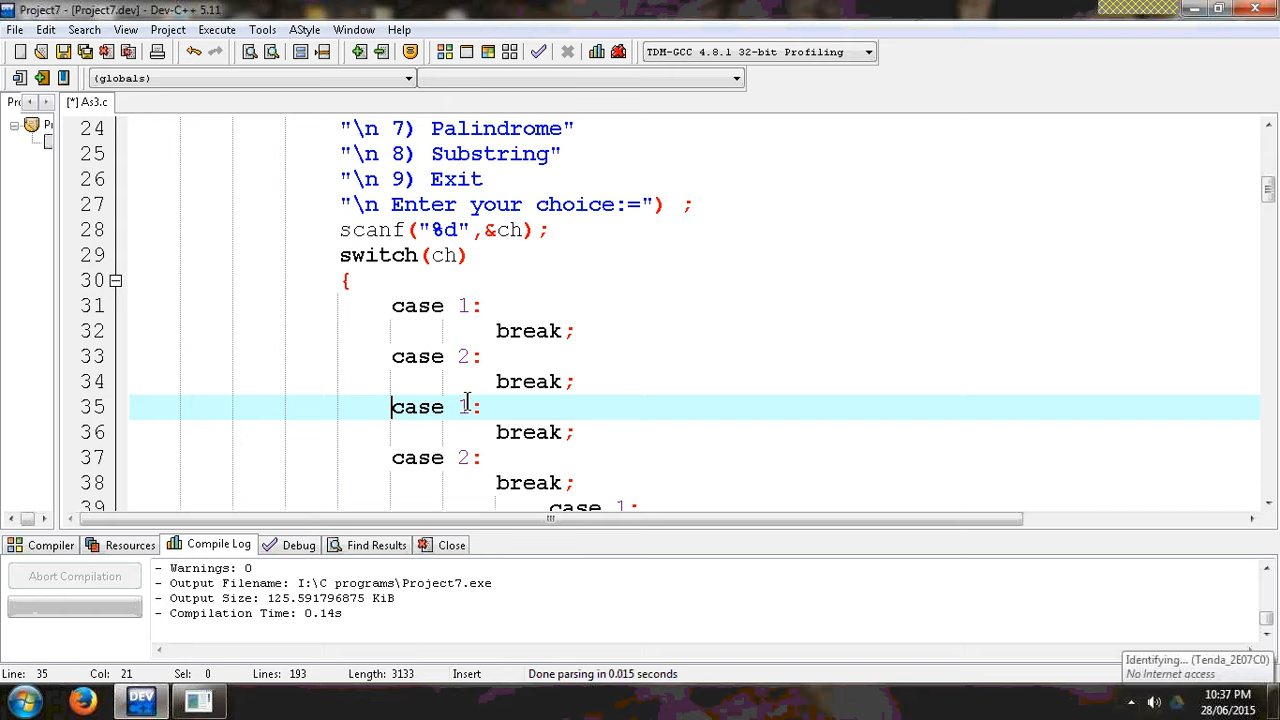 Project7 - [Project7.dev] - Dev-C++ 5.11
File Edit Search View Project Execute Tools AStyle Window Help
TDM-GCC 4.8.1 32-bit Profiling
(globals)
Pr [*] As3.c
24 "\n 7) Palindrome"
25 "\n 8) Substring"
26 "\n 9) Exit
27 "\n Enter your choice:=") ;
28 scanf("%d",&ch);
29 switch(ch)
30 {
31 case 1:
32 break;
33 case 2:
34 break;
35 case 1:
36 break;
37 case 2:
38 break;
39 case 1:
Compiler Resources Compile Log Debug Find Results Close
Abort Compilation
- Warnings: 0
- Output Filename: I:\C programs\Project7.exe
- Output Size: 125.591796875 KiB
- Compilation Time: 0.14s
Line: 35 Col: 21 Sel: 0 Lines: 193 Length: 3133 Insert Done parsing in 0.015 seconds
Identifying... (Tenda_2E07C0)
No Internet access
DEV
10:37 PM
28/06/2015